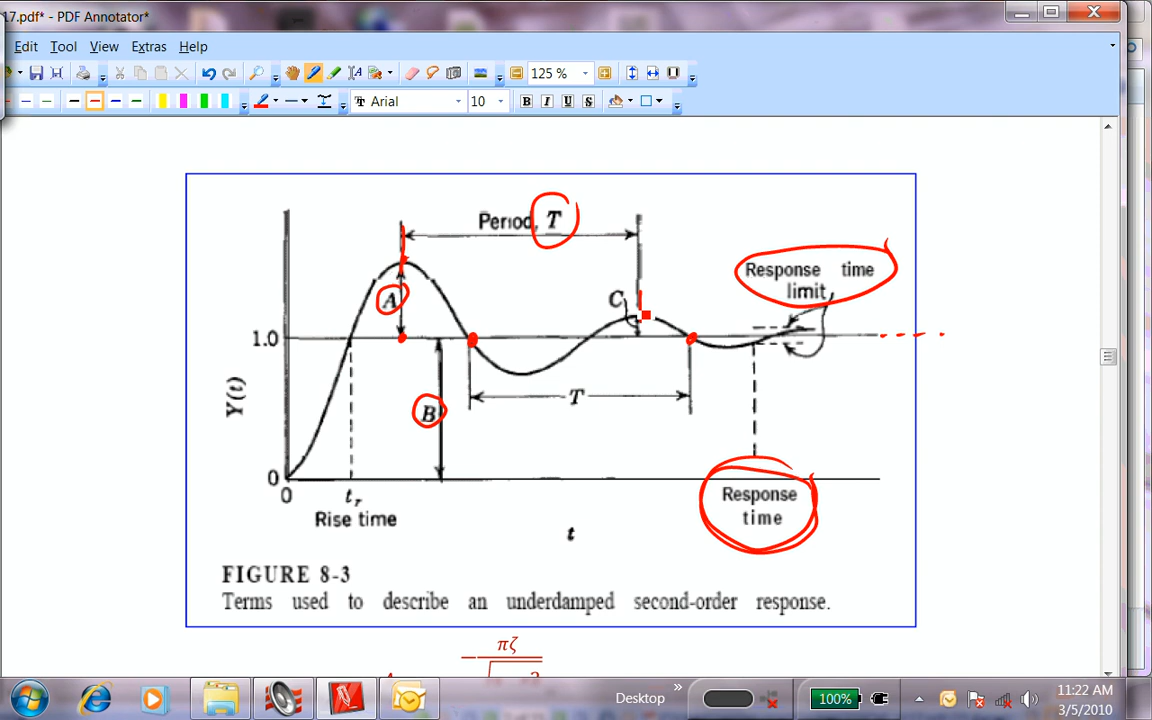 17.pdf* - PDF Annotator*
Edit Tool View Extras Help
125 %
Arial 10 B I U S
Period, T
A
C
Response time
limit
1.0
Y(t)
B
T
0
0
tr
Rise time
Response
time
t
FIGURE 8-3
Terms used to describe an underdamped second-order response.
πζ
Desktop
»
100%
11:22 AM
3/5/2010